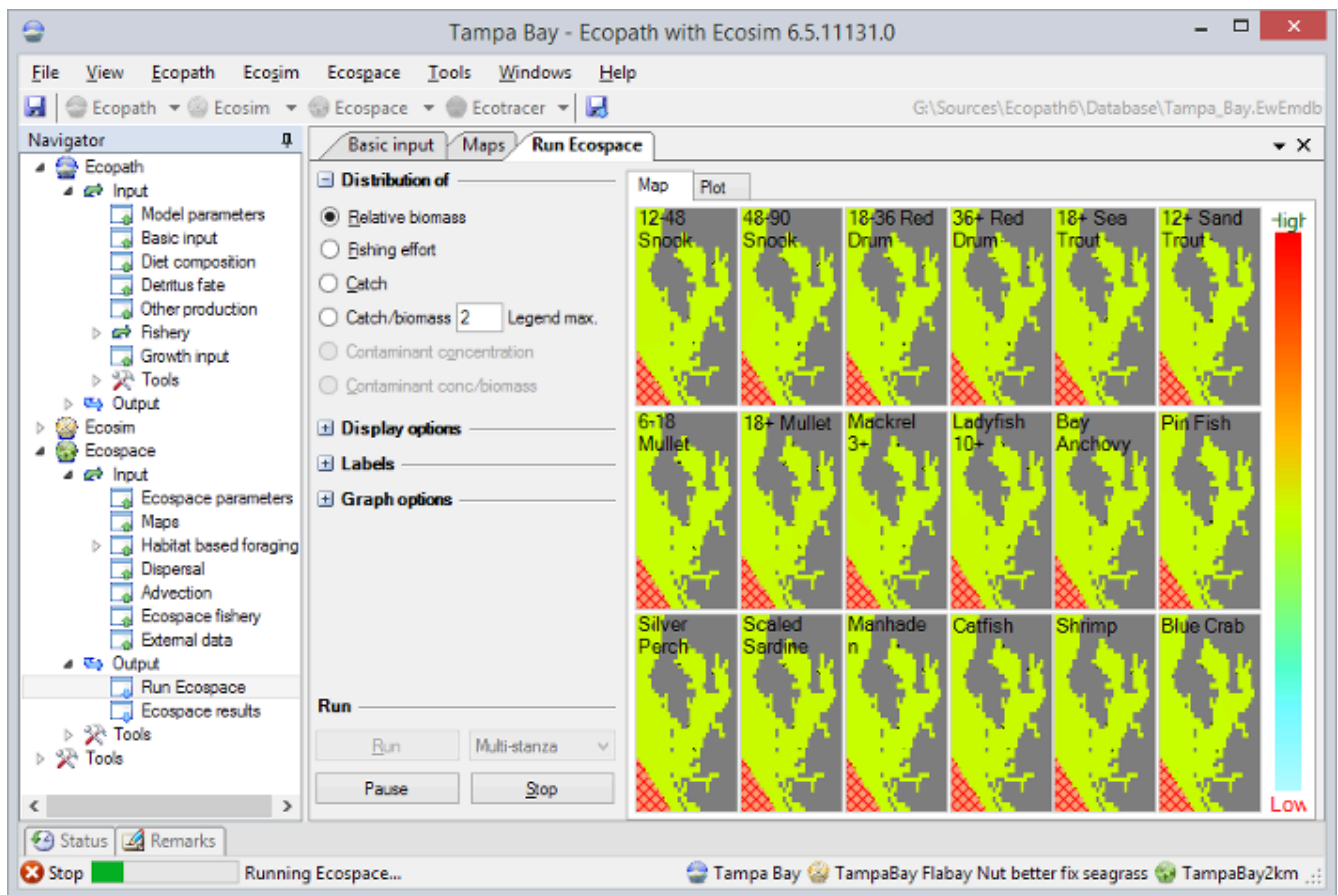 Tampa Bay - Ecopath with Ecosim 6.5.11131.0
File View Ecopath Ecosim Ecospace Tools Windows Help
Ecopath Ecosim Ecospace Ecotracer G:\Sources\Ecopath6\Database\Tampa_Bay.EwEmdb
Navigator
Ecopath
Input
Model parameters
Basic input
Diet composition
Detritus fate
Other production
Fishery
Growth input
Tools
Output
Ecosim
Ecospace
Input
Ecospace parameters
Maps
Habitat based foraging
Dispersal
Advection
Ecospace fishery
External data
Output
Run Ecospace
Ecospace results
Tools
Tools
Basic input Maps Run Ecospace
Distribution of
Relative biomass
Fishing effort
Catch
Catch/biomass 2 Legend max.
Contaminant concentration
Contaminant conc/biomass
Display options
Labels
Graph options
Run
Run Multi-stanza
Pause Stop
Map Plot
12-48 48-90 18-36 Red 36+ Red 18+ Sea 12+ Sand
Snook Snook Drum Drum Trout Trout
6-18 18+ Mullet Mackrel Ladyfish Bay Pin Fish
Mullet 3+ 10+ Anchovy
Silver Scaled Manhade Catfish Shrimp Blue Crab
Perch Sardine n
High
Low
Status Remarks
Stop Running Ecospace... Tampa Bay TampaBay Flabay Nut better fix seagrass TampaBay2km